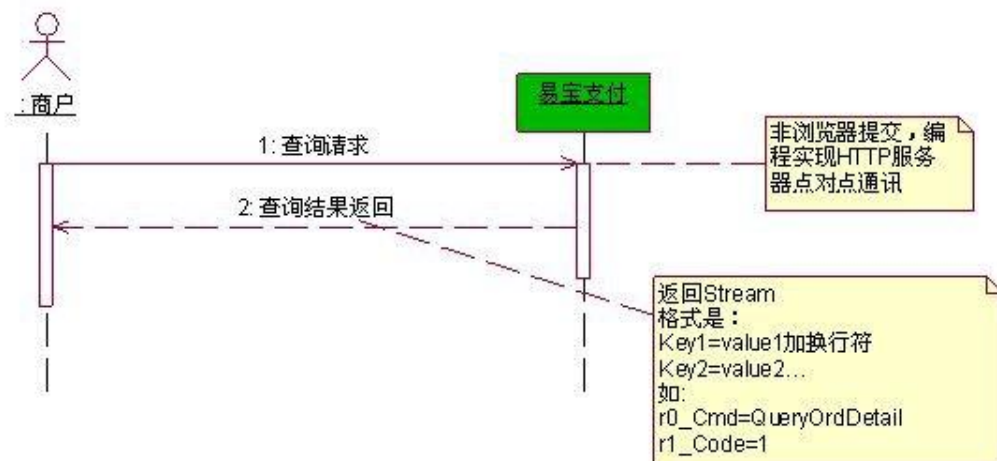 : 商户
易宝支付
1: 查询请求
非浏览器提交，编
程实现HTTP服务
器点对点通讯
2: 查询结果返回
返回Stream
格式是：
Key1=value1加换行符
Key2=value2...
如:
r0_Cmd=QueryOrdDetail
r1_Code=1